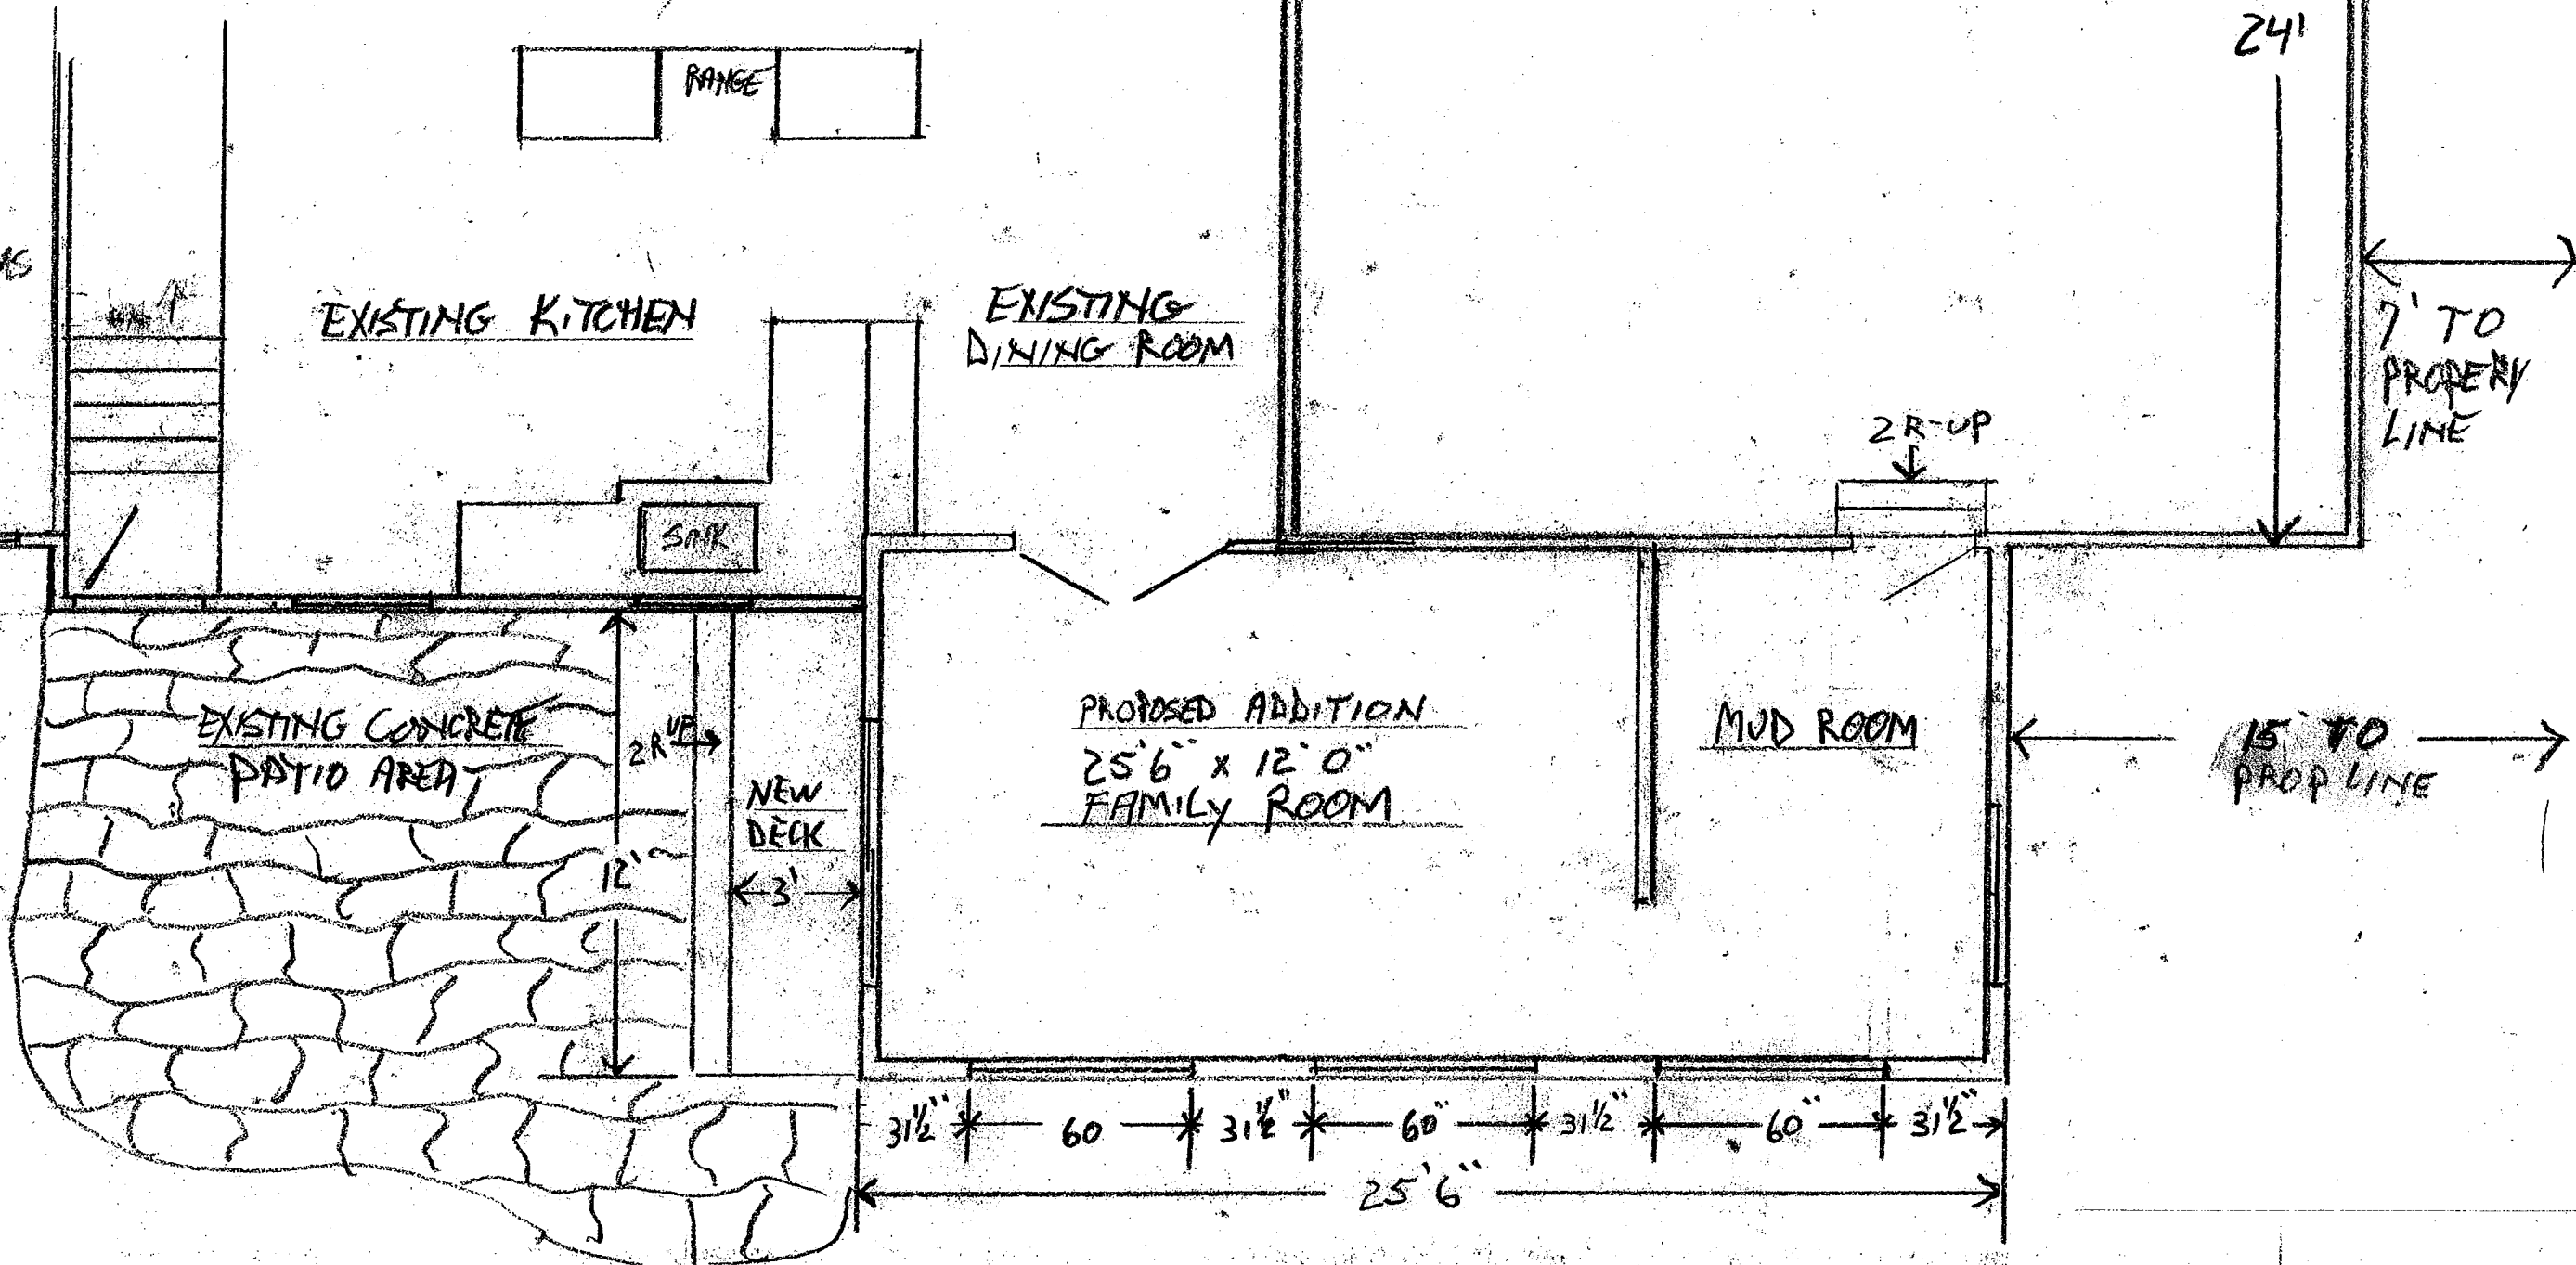 24'
RANGE
EXISTING KITCHEN
EXISTING
DINING ROOM
7' TO
PROPERY
LINE
2 R-UP
SINK
EXISTING CONCRETE
PATIO AREA
2R UP
NEW
DECK
12'
3'
PROPOSED ADDITION
25'6" x 12'0"
FAMILY ROOM
MUD ROOM
15' TO
PROP LINE
31½" 60 31½" 60" 31½" 60" 31½"
25'6"